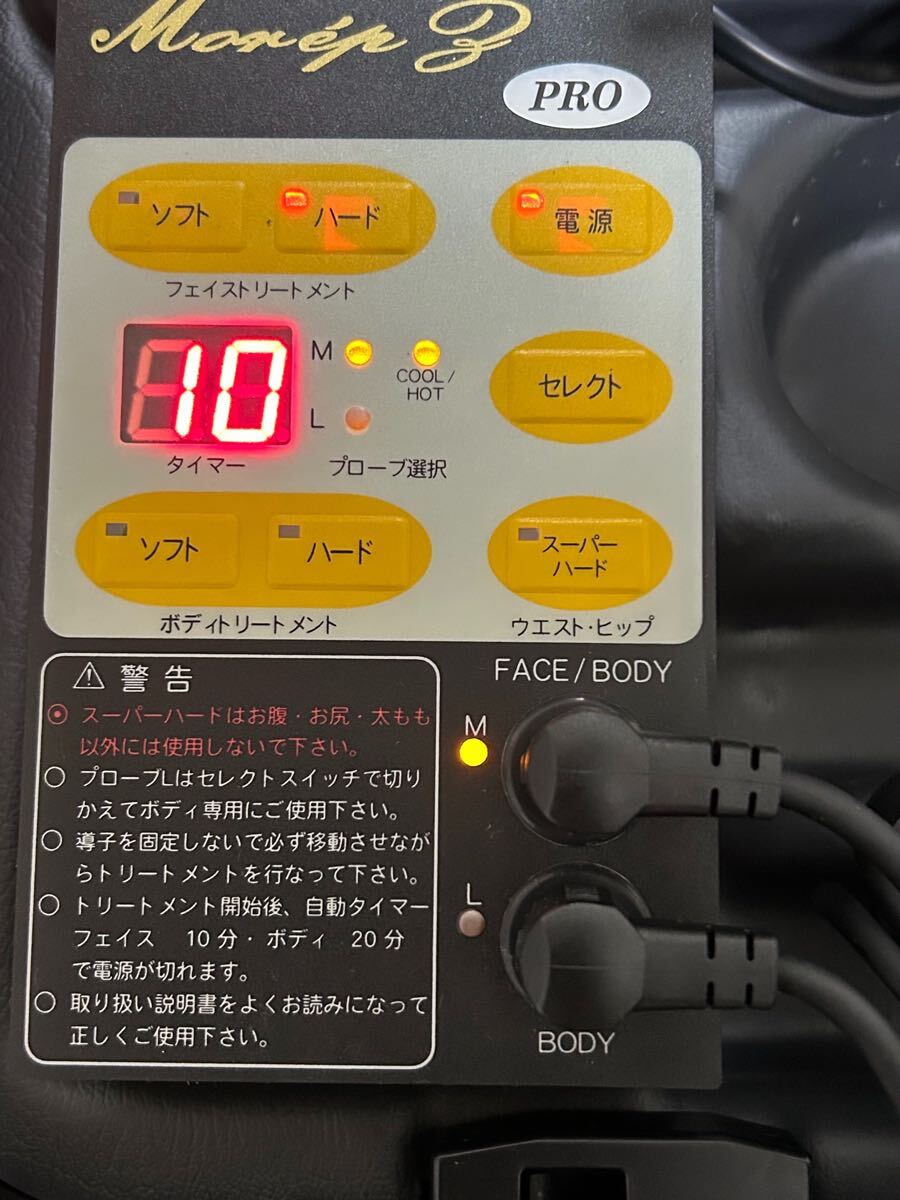 Morép Z
PRO
ソフト
ハード
電源
フェイストリートメント
10
M
L
COOL/
HOT
セレクト
タイマー
プローブ選択
ソフト
ハード
スーパー
ハード
ボディトリートメント
ウエスト・ヒップ
⚠ 警告
⦿ スーパーハードはお腹・お尻・太もも
以外には使用しないで下さい。
○ プローブLはセレクトスイッチで切り
かえてボディ専用にご使用下さい。
○ 導子を固定しないで必ず移動させなが
らトリートメントを行なって下さい。
○ トリートメント開始後、自動タイマー
フェイス 10分・ボディ 20分
で電源が切れます。
○ 取り扱い説明書をよくお読みになって
正しくご使用下さい。
FACE/BODY
M
L
BODY